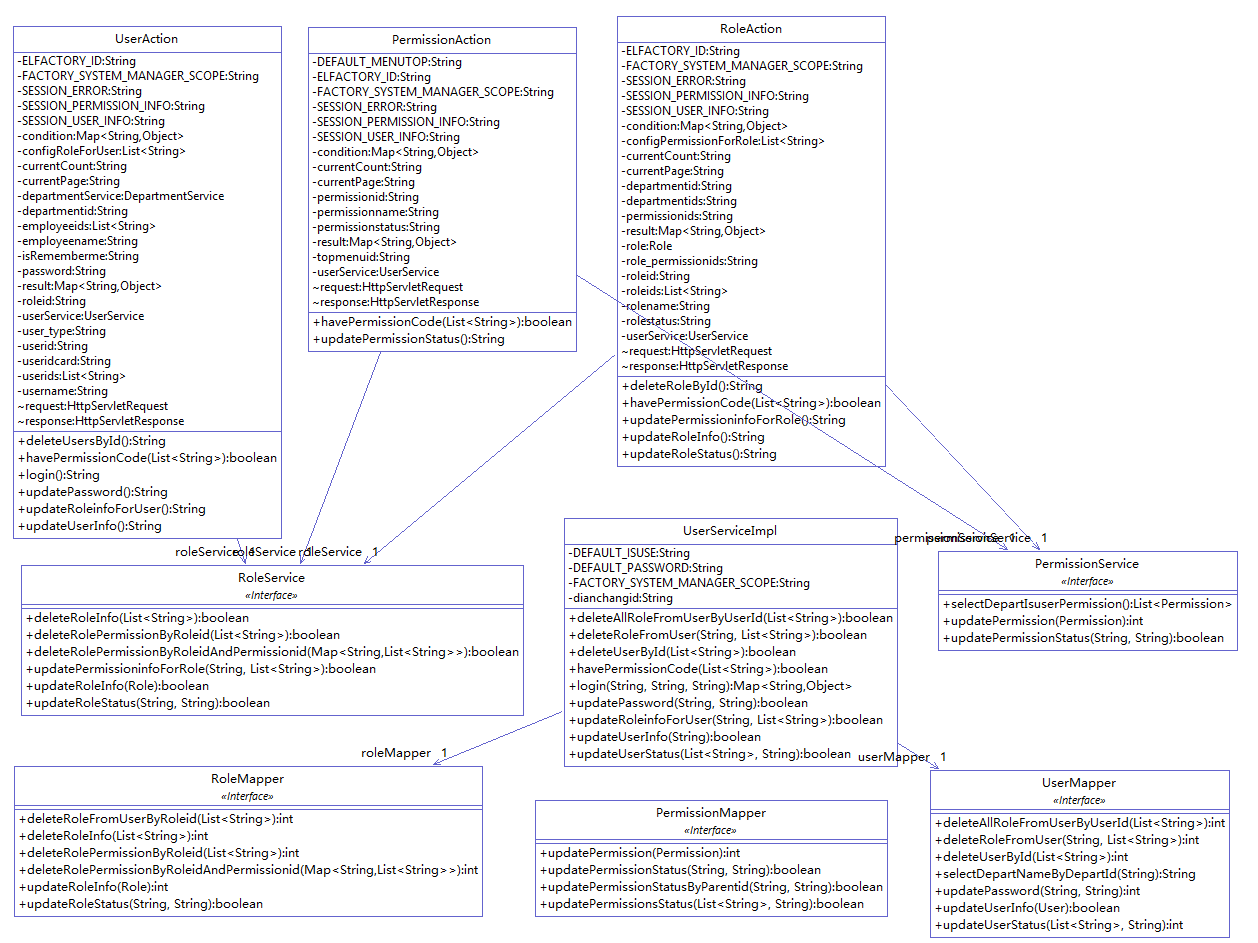 UserAction
-ELFACTORY_ID:String
-FACTORY_SYSTEM_MANAGER_SCOPE:String
-SESSION_ERROR:String
-SESSION_PERMISSION_INFO:String
-SESSION_USER_INFO:String
-condition:Map<String,Object>
-configRoleForUser:List<String>
-currentCount:String
-currentPage:String
-departmentService:DepartmentService
-departmentid:String
-employeeids:List<String>
-employeename:String
-isRememberme:String
-password:String
-result:Map<String,Object>
-roleid:String
-userService:UserService
-user_type:String
-userid:String
-useridcard:String
-userids:List<String>
-username:String
~request:HttpServletRequest
~response:HttpServletResponse
+deleteUsersById():String
+havePermissionCode(List<String>):boolean
+login():String
+updatePassword():String
+updateRoleinfoForUser():String
+updateUserInfo():String
PermissionAction
-DEFAULT_MENUTOP:String
-ELFACTORY_ID:String
-FACTORY_SYSTEM_MANAGER_SCOPE:String
-SESSION_ERROR:String
-SESSION_PERMISSION_INFO:String
-SESSION_USER_INFO:String
-condition:Map<String,Object>
-currentCount:String
-currentPage:String
-permissionid:String
-permissionname:String
-permissionstatus:String
-result:Map<String,Object>
-topmenuid:String
-userService:UserService
~request:HttpServletRequest
~response:HttpServletResponse
+havePermissionCode(List<String>):boolean
+updatePermissionStatus():String
RoleAction
-ELFACTORY_ID:String
-FACTORY_SYSTEM_MANAGER_SCOPE:String
-SESSION_ERROR:String
-SESSION_PERMISSION_INFO:String
-SESSION_USER_INFO:String
-condition:Map<String,Object>
-configPermissionForRole:List<String>
-currentCount:String
-currentPage:String
-departmentid:String
-departmentids:String
-permissionids:String
-result:Map<String,Object>
-role:Role
-role_permissionids:String
-roleid:String
-roleids:List<String>
-rolename:String
-rolestatus:String
-userService:UserService
~request:HttpServletRequest
~response:HttpServletResponse
+deleteRoleById():String
+havePermissionCode(List<String>):boolean
+updatePermissioninfoForRole():String
+updateRoleInfo():String
+updateRoleStatus():String
roleService 1
roleService 1
roleService 1
permissionService 1
permissionService 1
RoleService
«Interface»
+deleteRoleInfo(List<String>):boolean
+deleteRolePermissionByRoleid(List<String>):boolean
+deleteRolePermissionByRoleidAndPermissionid(Map<String,List<String>>):boolean
+updatePermissioninfoForRole(String, List<String>):boolean
+updateRoleInfo(Role):boolean
+updateRoleStatus(String, String):boolean
UserServiceImpl
-DEFAULT_ISUSE:String
-DEFAULT_PASSWORD:String
-FACTORY_SYSTEM_MANAGER_SCOPE:String
-dianchangid:String
+deleteAllRoleFromUserByUserId(List<String>):boolean
+deleteRoleFromUser(String, List<String>):boolean
+deleteUserById(List<String>):boolean
+havePermissionCode(List<String>):boolean
+login(String, String, String):Map<String,Object>
+updatePassword(String, String):boolean
+updateRoleinfoForUser(String, List<String>):boolean
+updateUserInfo(String):boolean
+updateUserStatus(List<String>, String):boolean
PermissionService
«Interface»
+selectDepartIsuserPermission():List<Permission>
+updatePermission(Permission):int
+updatePermissionStatus(String, String):boolean
roleMapper 1
userMapper 1
RoleMapper
«Interface»
+deleteRoleFromUserByRoleid(List<String>):int
+deleteRoleInfo(List<String>):int
+deleteRolePermissionByRoleid(List<String>):int
+deleteRolePermissionByRoleidAndPermissionid(Map<String,List<String>>):int
+updateRoleInfo(Role):int
+updateRoleStatus(String, String):boolean
PermissionMapper
«Interface»
+updatePermission(Permission):int
+updatePermissionStatus(String, String):boolean
+updatePermissionStatusByParentid(String, String):boolean
+updatePermissionsStatus(List<String>, String):boolean
UserMapper
«Interface»
+deleteAllRoleFromUserByUserId(List<String>):int
+deleteRoleFromUser(String, List<String>):int
+deleteUserById(List<String>):int
+selectDepartNameByDepartId(String):String
+updatePassword(String, String):int
+updateUserInfo(User):boolean
+updateUserStatus(List<String>, String):int